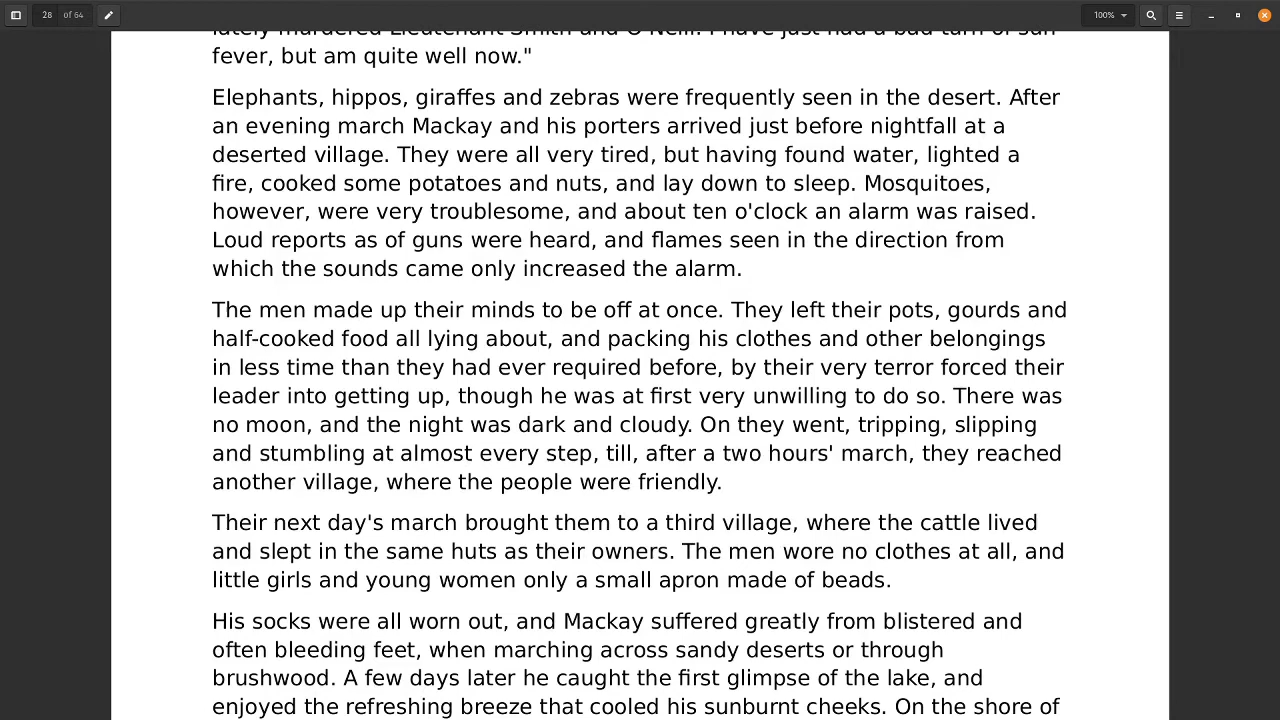 28 of 64
100%
fever, but am quite well now."
Elephants, hippos, giraffes and zebras were frequently seen in the desert. After
an evening march Mackay and his porters arrived just before nightfall at a
deserted village. They were all very tired, but having found water, lighted a
fire, cooked some potatoes and nuts, and lay down to sleep. Mosquitoes,
however, were very troublesome, and about ten o'clock an alarm was raised.
Loud reports as of guns were heard, and flames seen in the direction from
which the sounds came only increased the alarm.
The men made up their minds to be off at once. They left their pots, gourds and
half-cooked food all lying about, and packing his clothes and other belongings
in less time than they had ever required before, by their very terror forced their
leader into getting up, though he was at first very unwilling to do so. There was
no moon, and the night was dark and cloudy. On they went, tripping, slipping
and stumbling at almost every step, till, after a two hours' march, they reached
another village, where the people were friendly.
Their next day's march brought them to a third village, where the cattle lived
and slept in the same huts as their owners. The men wore no clothes at all, and
little girls and young women only a small apron made of beads.
His socks were all worn out, and Mackay suffered greatly from blistered and
often bleeding feet, when marching across sandy deserts or through
brushwood. A few days later he caught the first glimpse of the lake, and
enjoyed the refreshing breeze that cooled his sunburnt cheeks. On the shore of